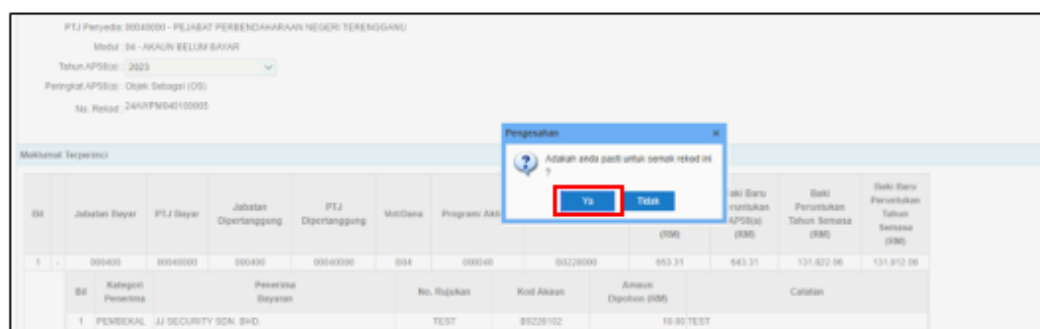 PTJ Penyedia: 00040000 - PEJABAT PERBENDAHARAAN NEGERI TERENGGANU
Modul : 04 - AKAUN BELUM BAYAR
Tahun AP58(a) : 2023
Peringkat AP58(a) : Objek Sebagai (OS)
No. Rekod :
Pengesahan
Adakah anda pasti untuk semak rekod ini
?
Ya Tidak
Maklumat Terperinci
Bil Jabatan Bayar PTJ Bayar Jabatan Dipertanggung PTJ Dipertanggung Vot/Dana Program/ (RM) Baki Baru Peruntukan AP58(a) (RM) Baki Peruntukan Tahun Semasa (RM) Baki Baru Peruntukan Tahun Semasa (RM)
1 000400 00040000 000400 00040000 B04 000040 B0228000 653.31 643.31 131,822.06 131,812.06
Bil Kategori Penerima Penerima Bayaran No. Rujukan Kod Akaun Amaun Dipohon (RM) Catatan
1 PEMBEKAL JJ SECURITY SDN. BHD. TEST B0228102 10.00 TEST